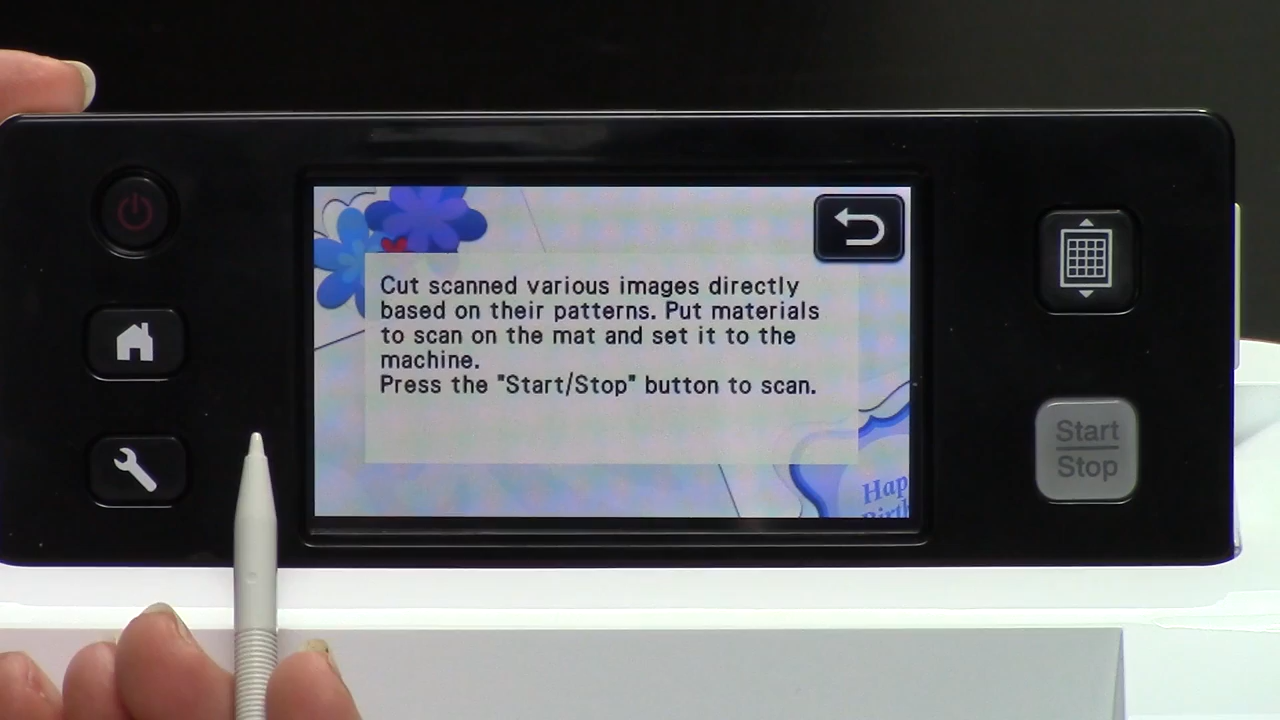 Cut scanned various images directly
based on their patterns. Put materials
to scan on the mat and set it to the
machine.
Press the "Start/Stop" button to scan.
Start
Stop
Hap